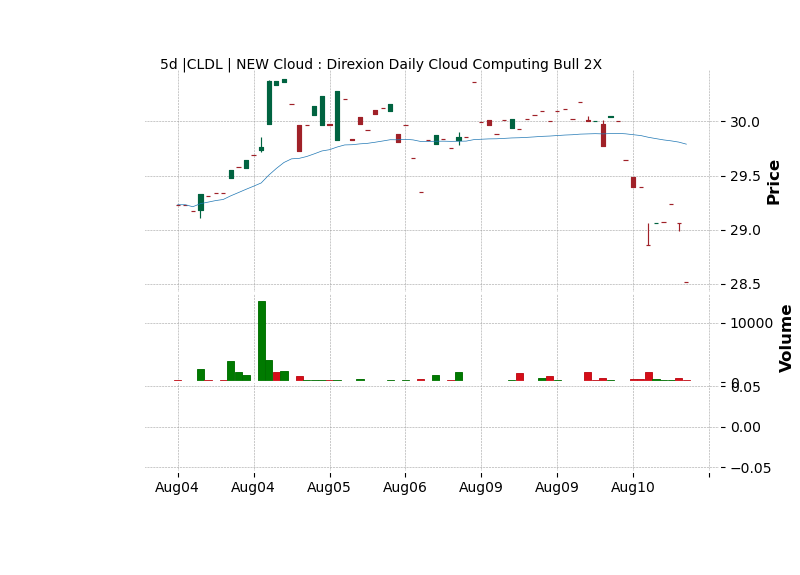 5d |CLDL | NEW Cloud : Direxion Daily Cloud Computing Bull 2X
30.0
29.5
29.0
28.5
Price
10000
0
Volume
0.05
0.00
−0.05
Aug04 Aug04 Aug05 Aug06 Aug09 Aug09 Aug10